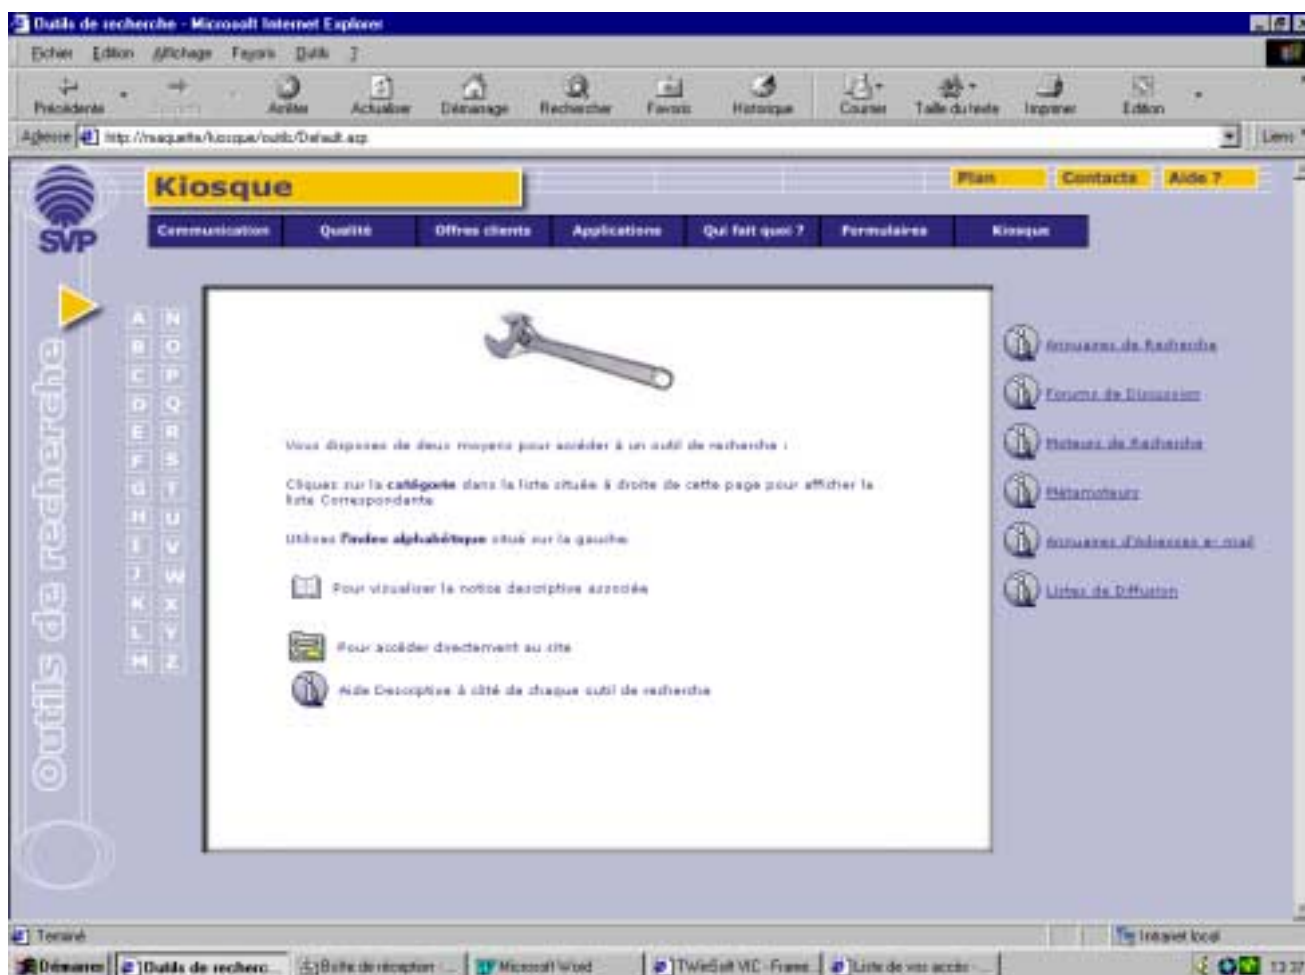 Outils de recherche - Microsoft Internet Explorer
Fichier Edition Affichage Favoris Outils ?
Précédente Arrêter Actualiser Démarrage Rechercher Favoris Historique Courrier Taille du texte Imprimer Edition
Adresse http://maquette/kiosque/outils/Default.asp Liens
Kiosque
Plan Contacts Aide ?
SVP
Communication Qualité Offres clients Applications Qui fait quoi ? Formulaires Kiosque
Outils de recherche
A N
B O
C P
D Q
E R
F S
G T
H U
I V
J W
K X
L Y
M Z
Vous disposez de deux moyens pour accéder à un outil de recherche :
Cliquez sur la catégorie dans la liste située à droite de cette page pour afficher la
liste Correspondante
Utilisez l'index alphabétique situé sur la gauche
Pour visualiser la notice descriptive associée
Pour accéder directement au site
Aide Descriptive à côté de chaque outil de recherche
Annuaires de Recherche
Forums de Discussion
Moteurs de Recherche
Métamoteurs
Annuaires d'Adresses e-mail
Listes de Diffusion
Terminé Intranet local
Démarrer Outils de recherc... Boîte de réception ... Microsoft Word TWinSoft VIC - Frame... Liste de vos accès ...